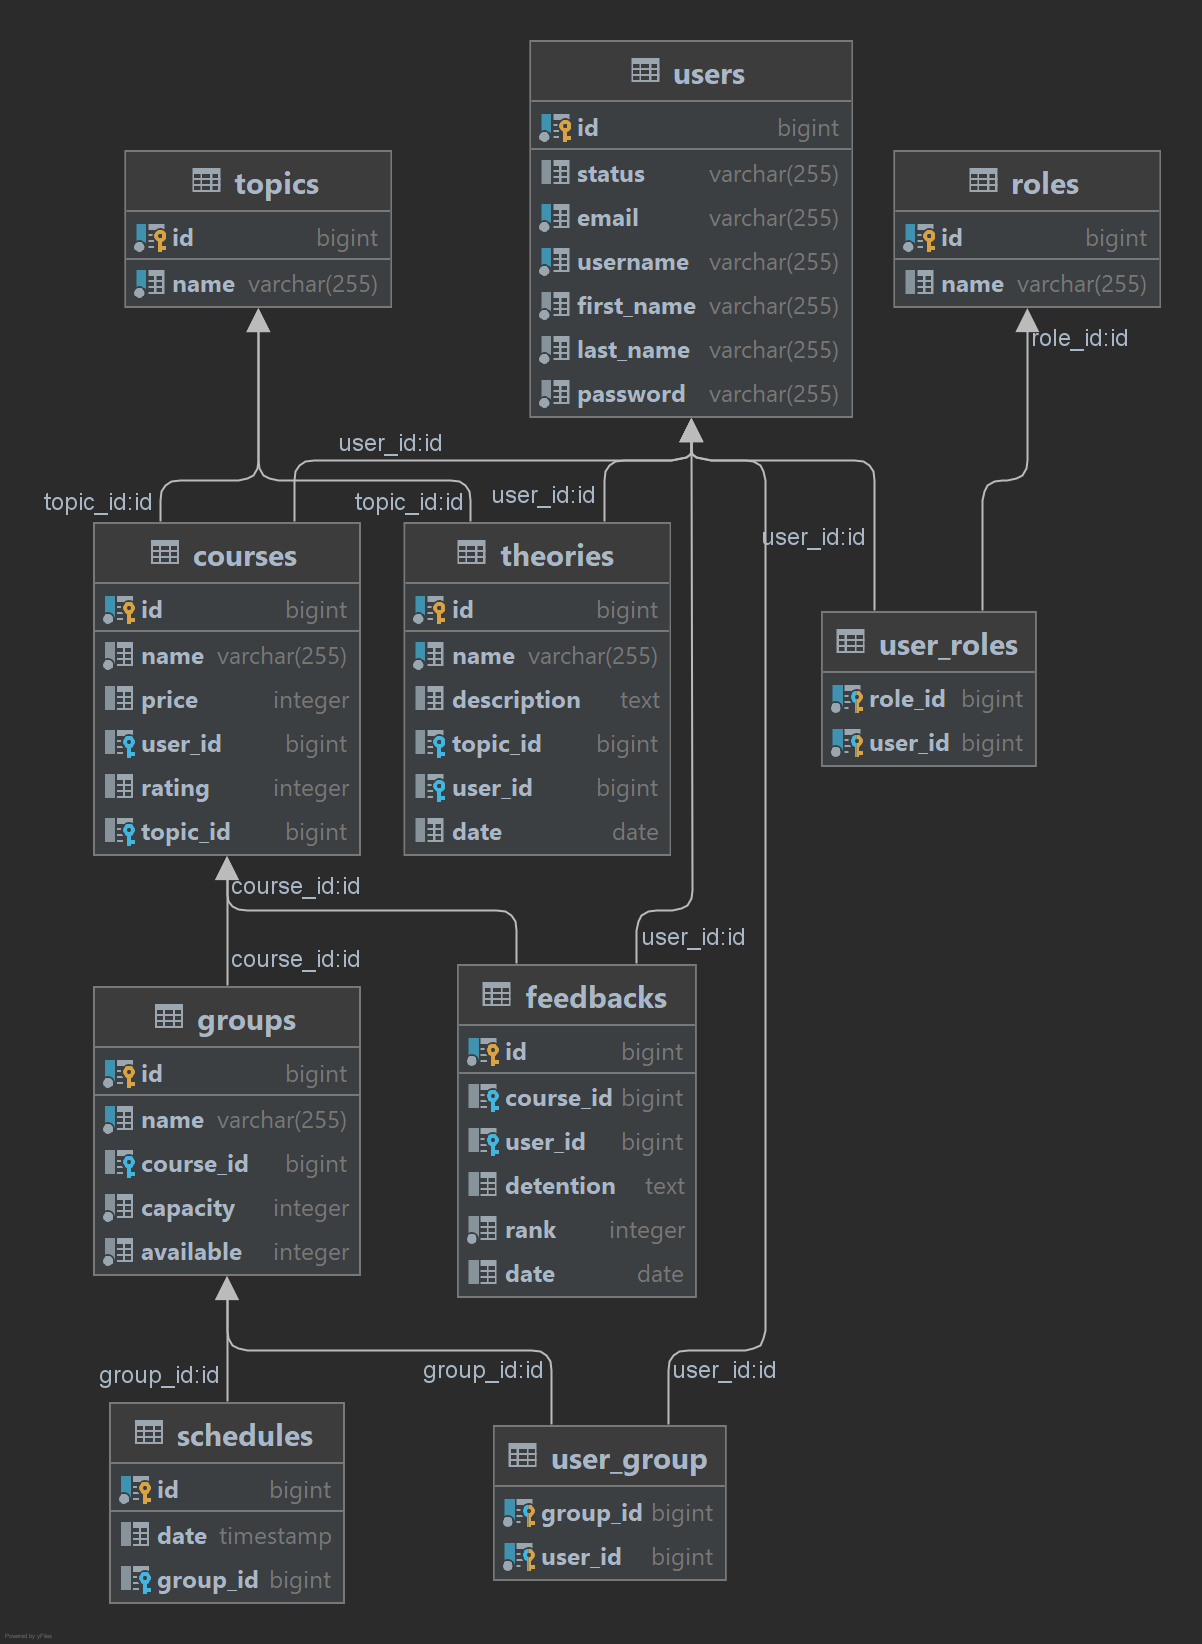 users
id bigint
status varchar(255)
email varchar(255)
username varchar(255)
first_name varchar(255)
last_name varchar(255)
password varchar(255)
topics
id bigint
name varchar(255)
roles
id bigint
name varchar(255)
role_id:id
user_id:id
topic_id:id
topic_id:id
user_id:id
user_id:id
courses
id bigint
name varchar(255)
price integer
user_id bigint
rating integer
topic_id bigint
theories
id bigint
name varchar(255)
description text
topic_id bigint
user_id bigint
date date
user_roles
role_id bigint
user_id bigint
course_id:id
user_id:id
course_id:id
groups
id bigint
name varchar(255)
course_id bigint
capacity integer
available integer
feedbacks
id bigint
course_id bigint
user_id bigint
detention text
rank integer
date date
group_id:id
group_id:id
user_id:id
schedules
id bigint
date timestamp
group_id bigint
user_group
group_id bigint
user_id bigint
Powered by yFiles